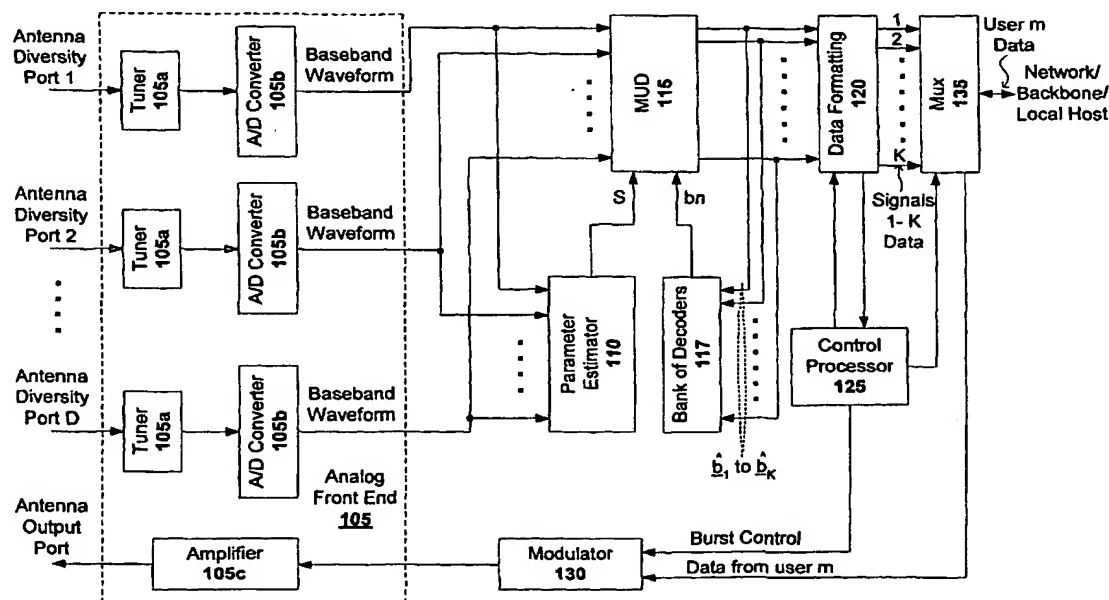 Antenna
Diversity
Port 1
Tuner
105a
A/D Converter
105b
Baseband
Waveform
Antenna
Diversity
Port 2
Tuner
105a
A/D Converter
105b
Baseband
Waveform
Antenna
Diversity
Port D
Tuner
105a
A/D Converter
105b
Baseband
Waveform
Analog
Front End
105
Antenna
Output
Port
Amplifier
105c
Modulator
130
MUD
115
S
bn
Parameter
Estimator
110
Bank of Decoders
117
b̂₁ to b̂K
Data Formatting
120
1
2
K
Signals
1- K
Data
Mux
135
User m
Data
Network/
Backbone/
Local Host
Control
Processor
125
Burst Control
Data from user m